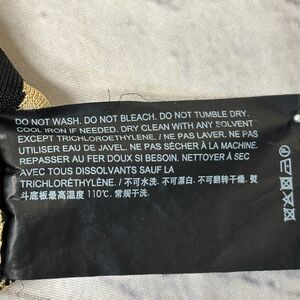 DO NOT WASH. DO NOT BLEACH. DO NOT TUMBLE DRY.
COOL IRON IF NEEDED. DRY CLEAN WITH ANY SOLVENT
EXCEPT TRICHLOROETHYLENE. / NE PAS LAVER. NE PAS
UTILISER EAU DE JAVEL. NE PAS SÉCHER À LA MACHINE.
REPASSER AU FER DOUX SI BESOIN. NETTOYER À SEC
AVEC TOUS DISSOLVANTS SAUF LA
TRICHLORÉTHYLÈNE. / 不可水洗. 不可漂白. 不可翻转干燥. 熨
斗底板最高温度 110℃. 常规干洗.